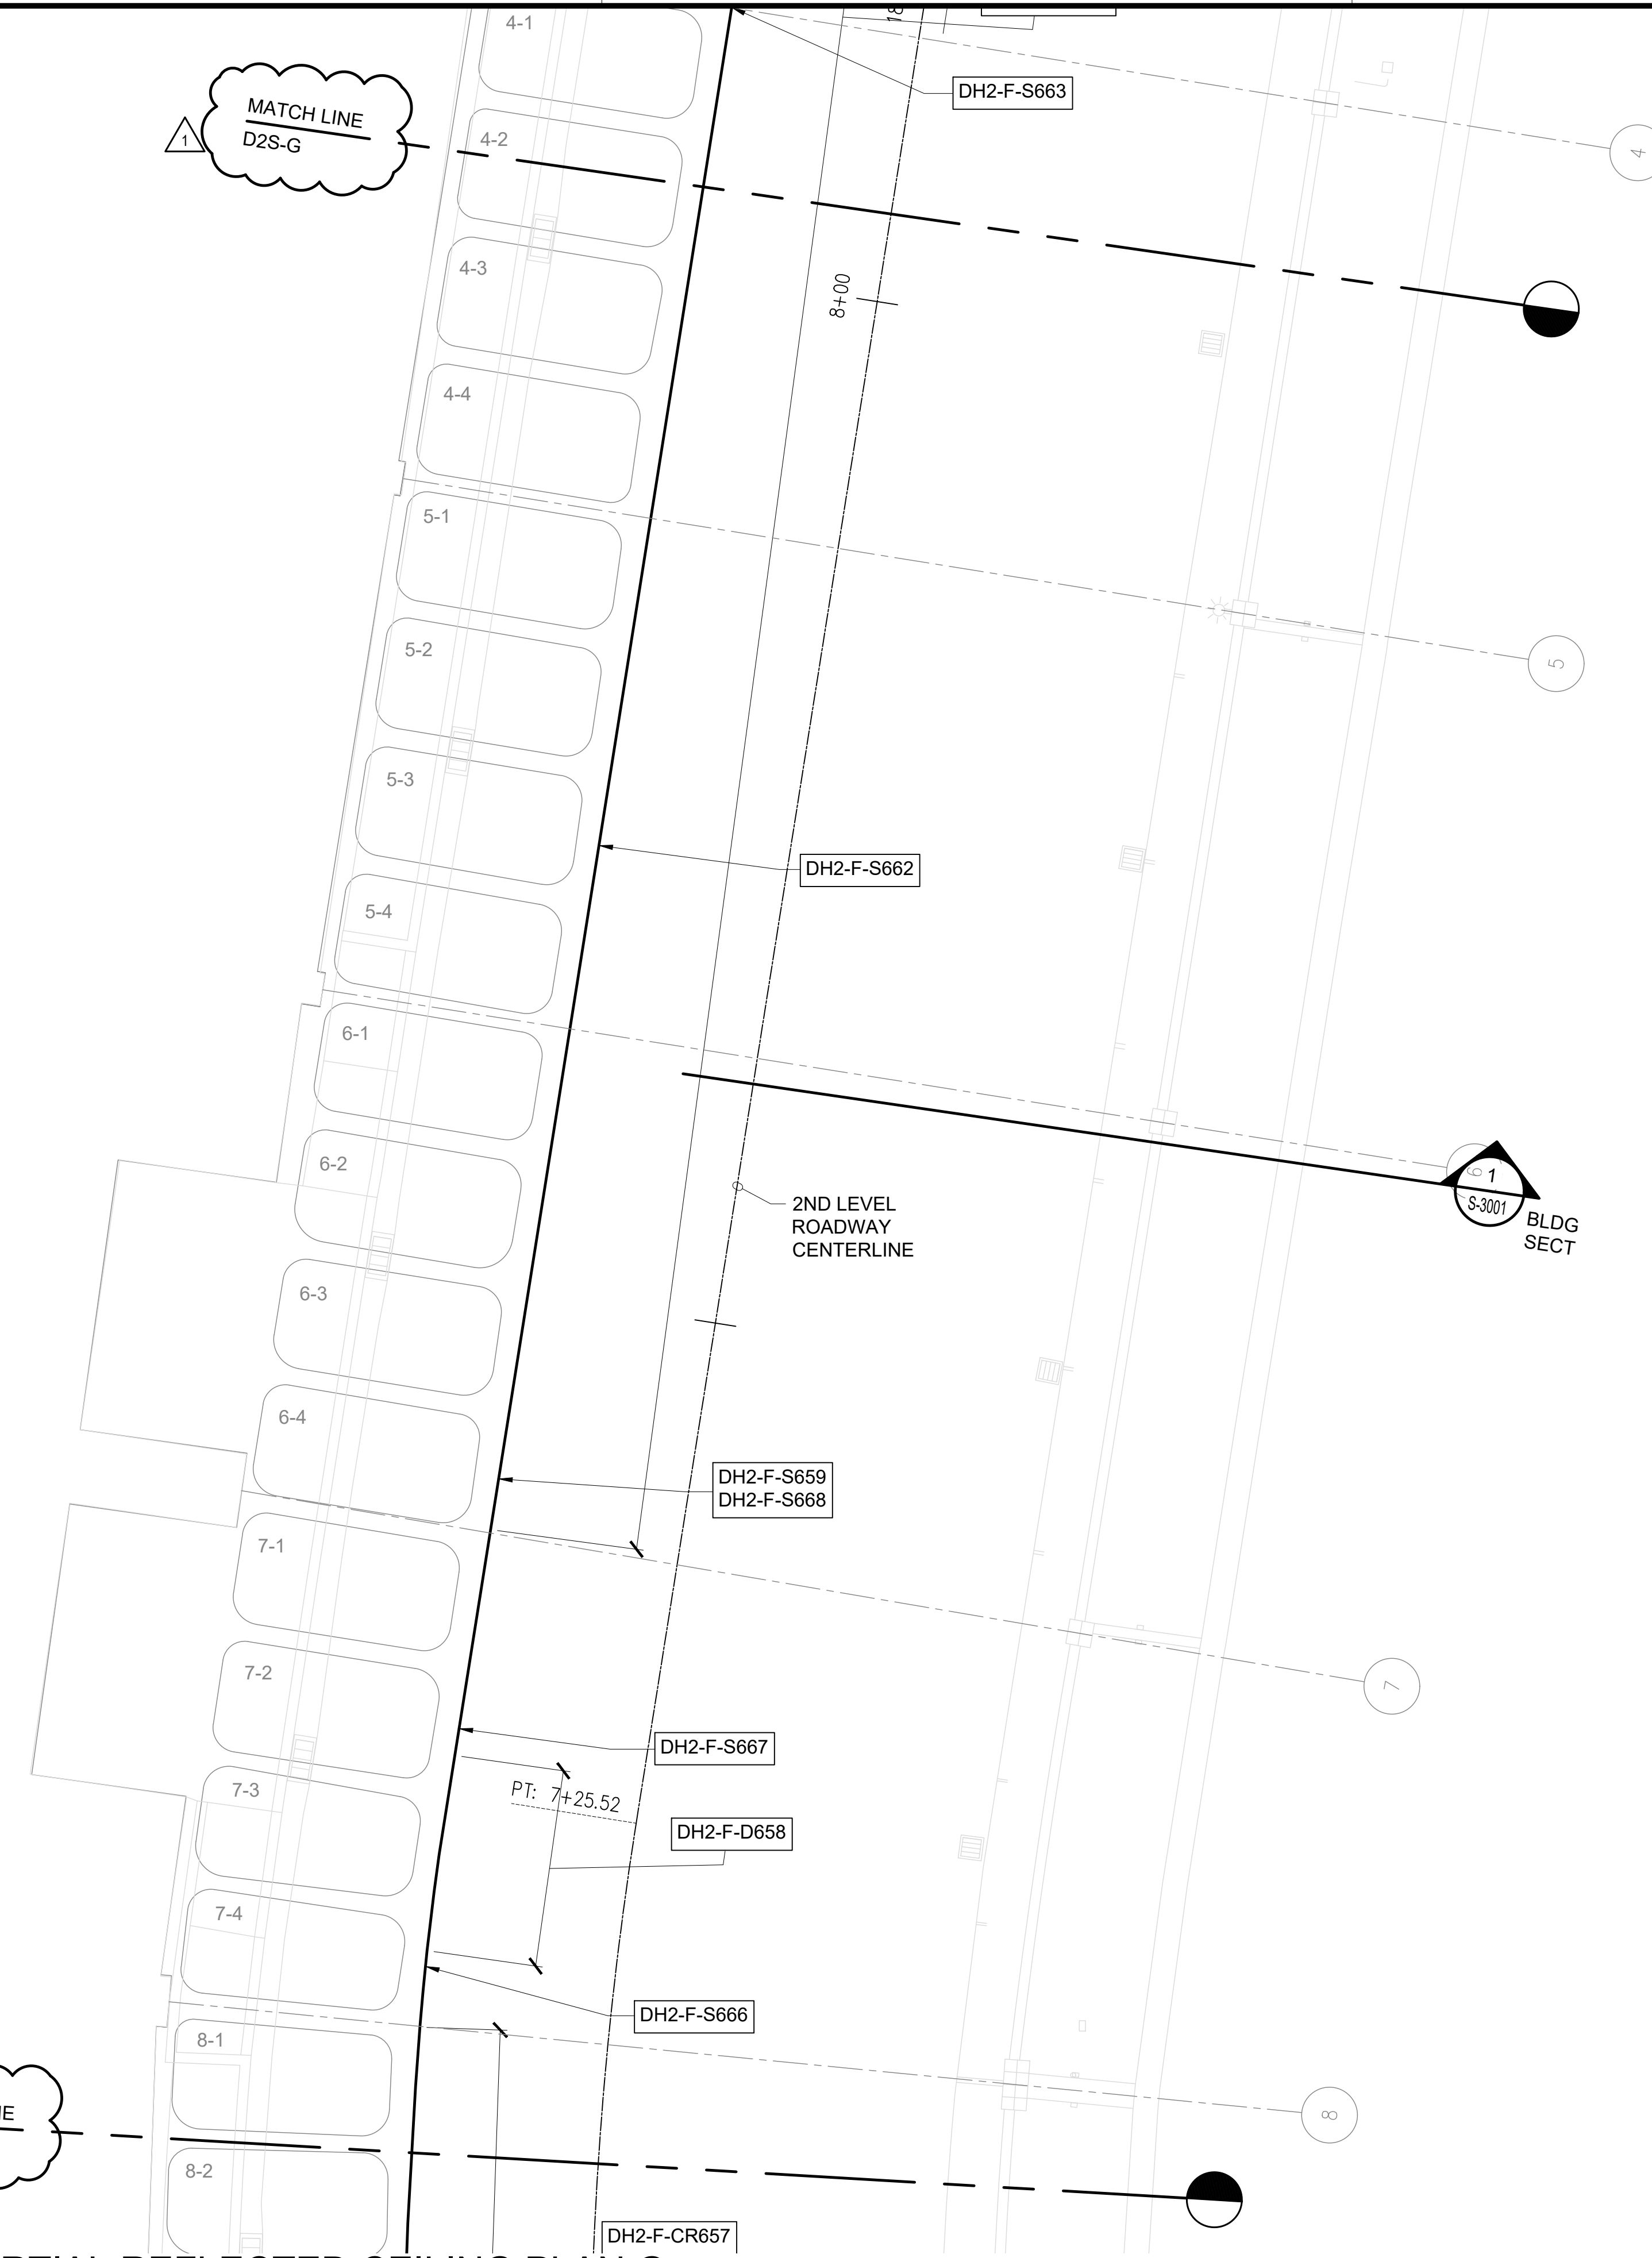 4-1
18
DH2-F-S663
MATCH LINE
D2S-G
1
4-2
4
4-3
8+00
4-4
5-1
5-2
5
5-3
DH2-F-S662
5-4
6-1
6-2
6
1
S-3001
BLDG
SECT
2ND LEVEL
ROADWAY
CENTERLINE
6-3
6-4
DH2-F-S659
DH2-F-S668
7-1
7-2
7
DH2-F-S667
7-3
PT: 7+25.52
DH2-F-D658
7-4
DH2-F-S666
8-1
8
8-2
DH2-F-CR657